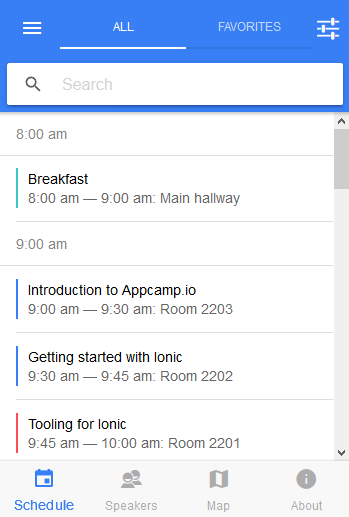 ALL
FAVORITES
Search
8:00 am
Breakfast
8:00 am — 9:00 am: Main hallway
9:00 am
Introduction to Appcamp.io
9:00 am — 9:30 am: Room 2203
Getting started with Ionic
9:30 am — 9:45 am: Room 2202
Tooling for Ionic
9:45 am — 10:00 am: Room 2201
Schedule
Speakers
Map
About